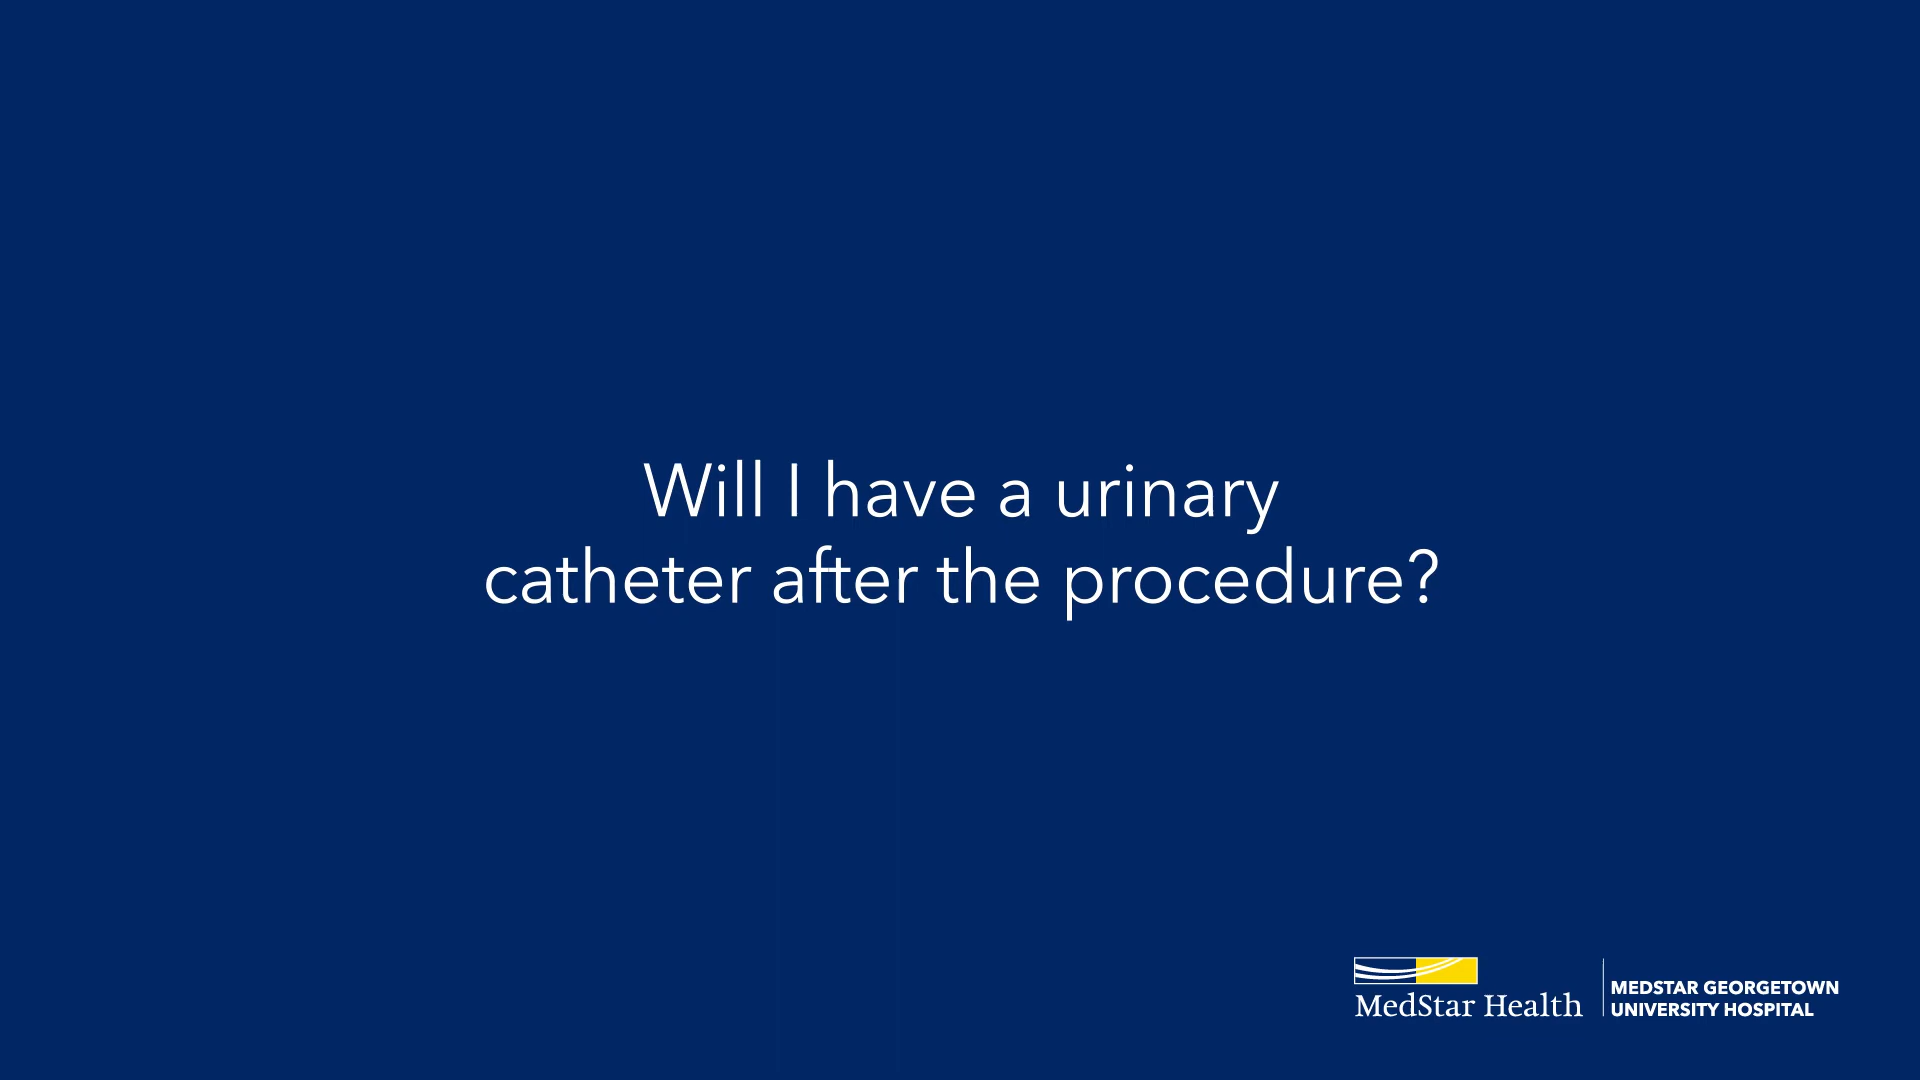 Will I have a urinary
catheter after the procedure?
MedStar Health
MEDSTAR GEORGETOWN
UNIVERSITY HOSPITAL